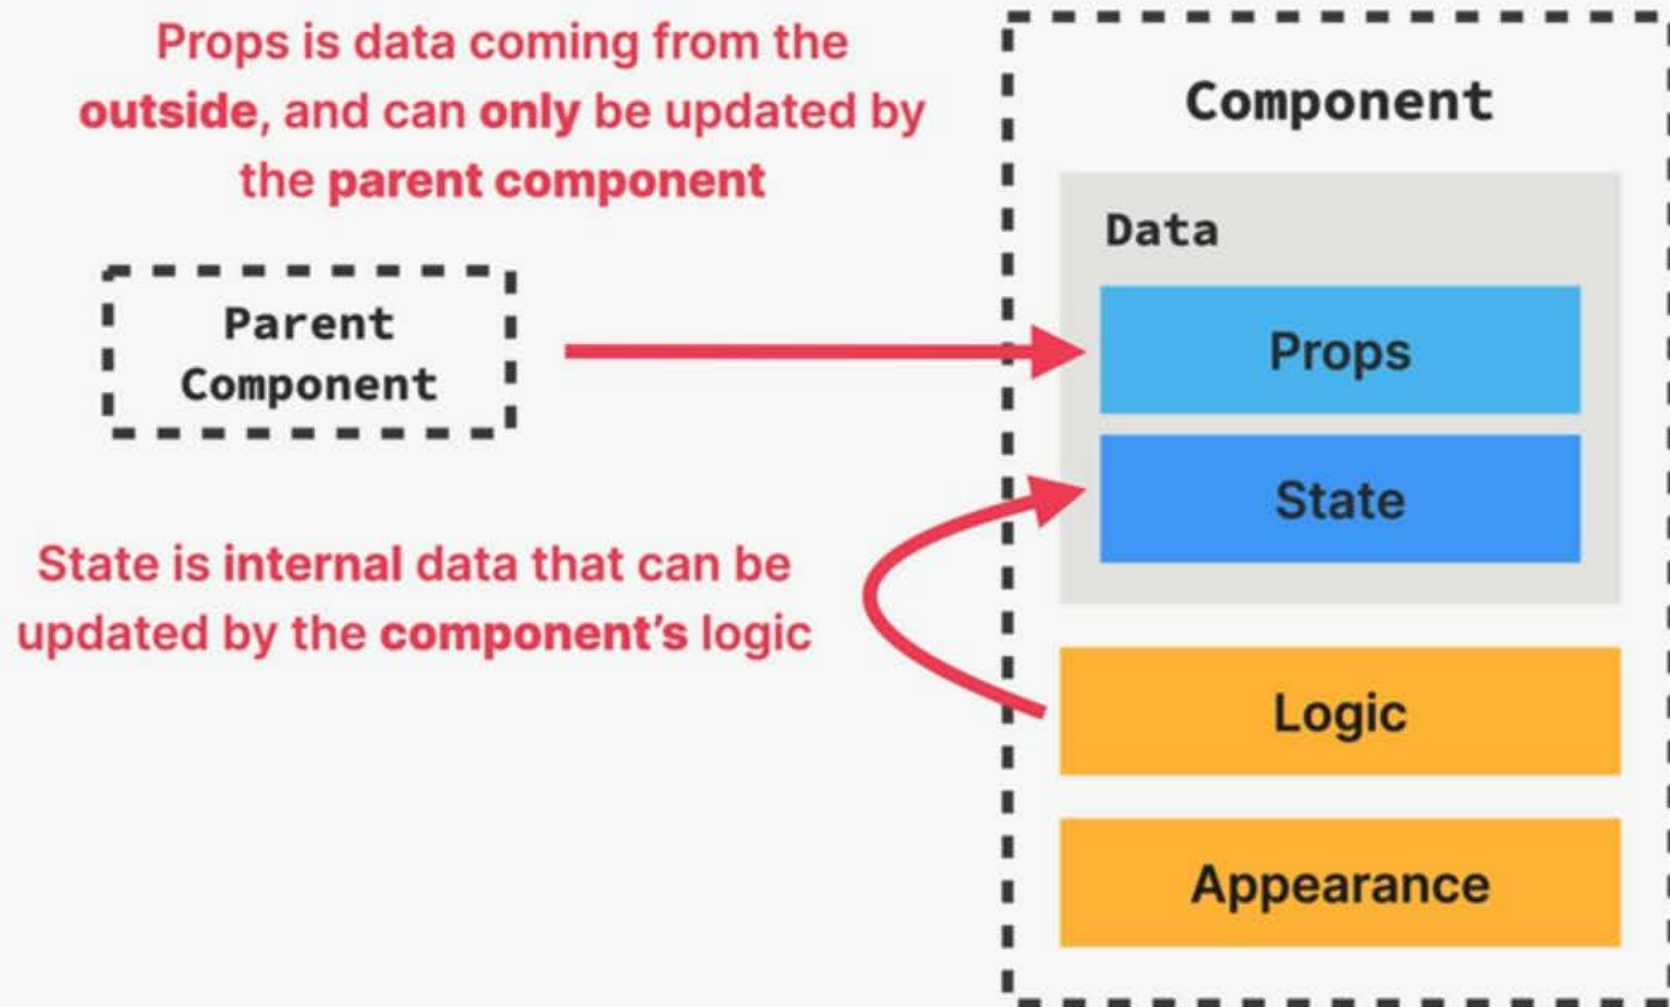 Props is data coming from the
outside, and can only be updated by
the parent component
Parent
Component
State is internal data that can be
updated by the component’s logic
Component
Data
Props
State
Logic
Appearance